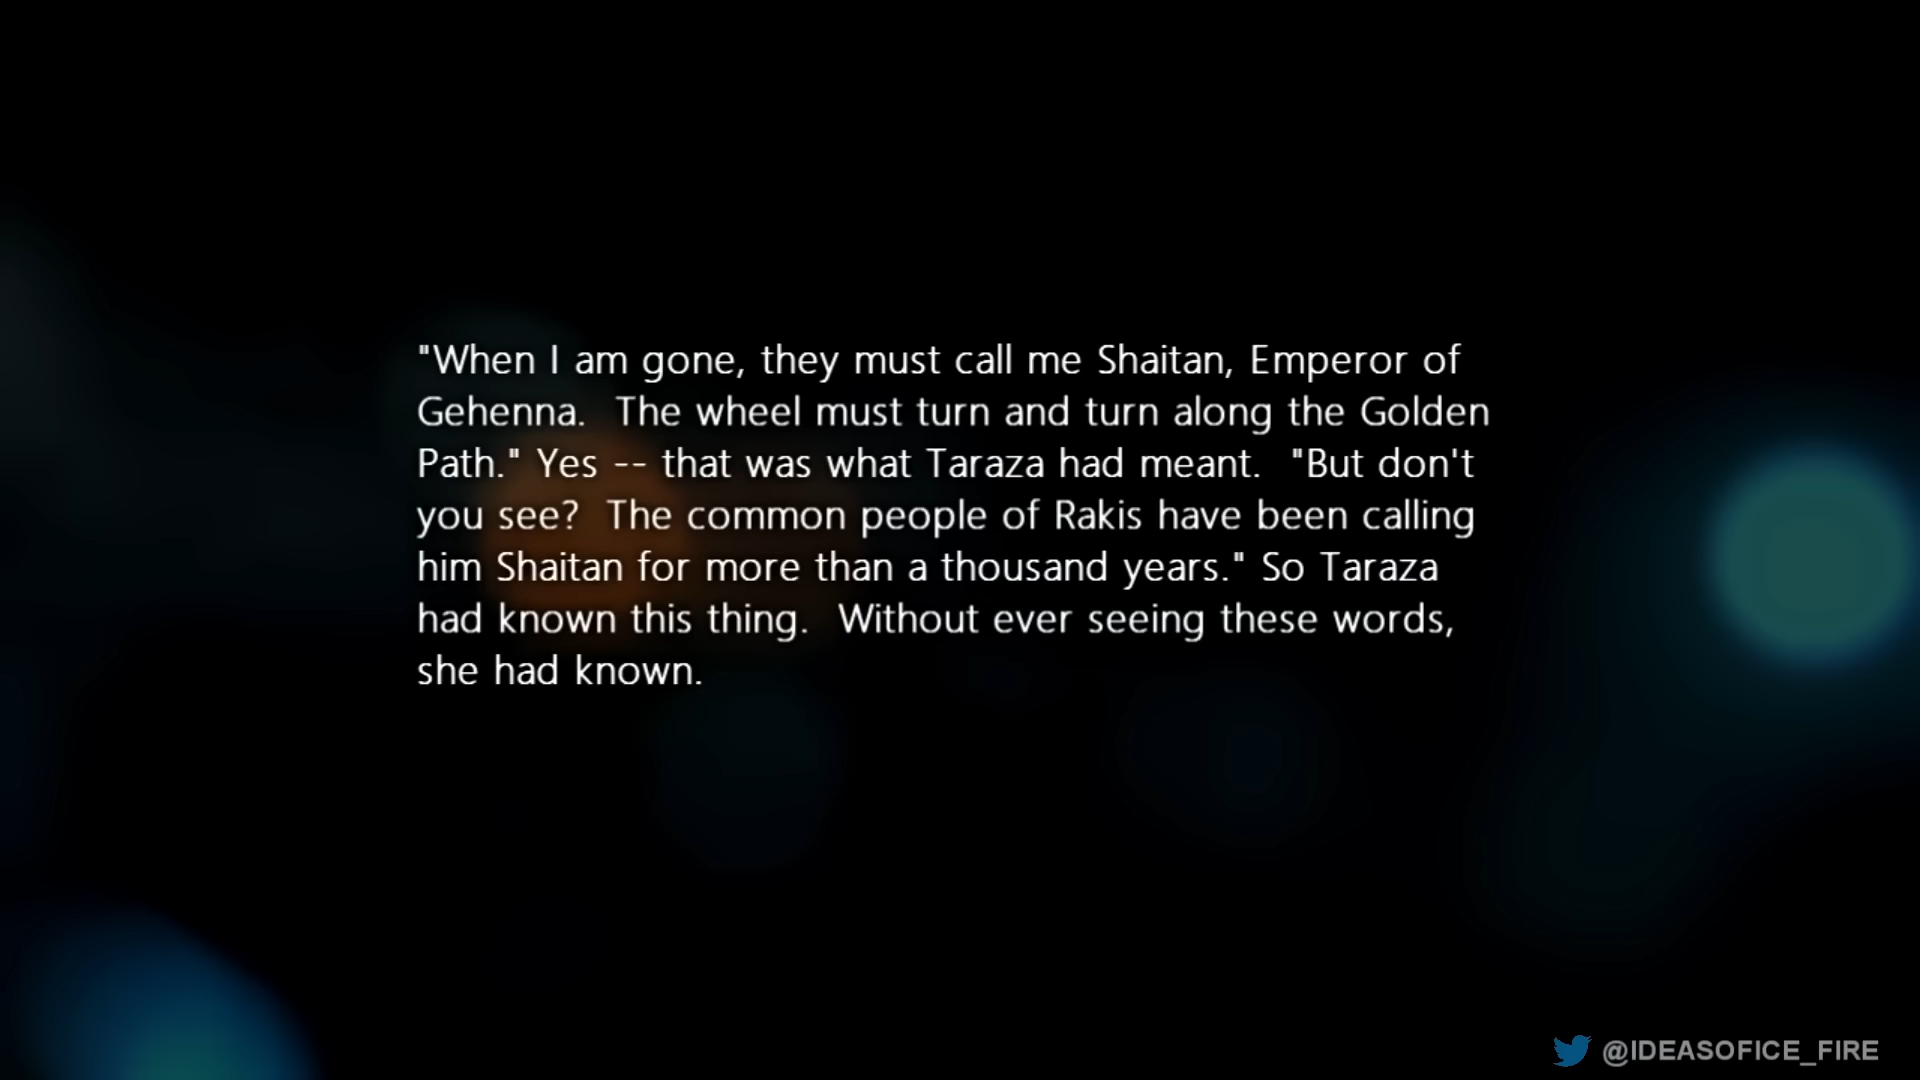 "When I am gone, they must call me Shaitan, Emperor of
Gehenna.  The wheel must turn and turn along the Golden
Path." Yes -- that was what Taraza had meant.  "But don't
you see?  The common people of Rakis have been calling
him Shaitan for more than a thousand years." So Taraza
had known this thing.  Without ever seeing these words,
she had known.
@IDEASOFICE_FIRE